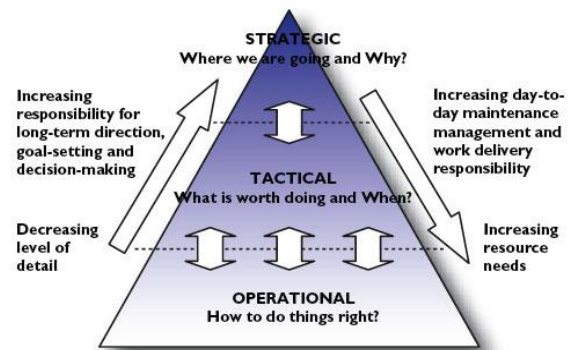 STRATEGIC
Where we are going and Why?
Increasing
responsibility for
long-term direction,
goal-setting and
decision-making
Increasing day-to-
day maintenance
management and
work delivery
responsibility
TACTICAL
What is worth doing and When?
Decreasing
level of
detail
Increasing
resource
needs
OPERATIONAL
How to do things right?